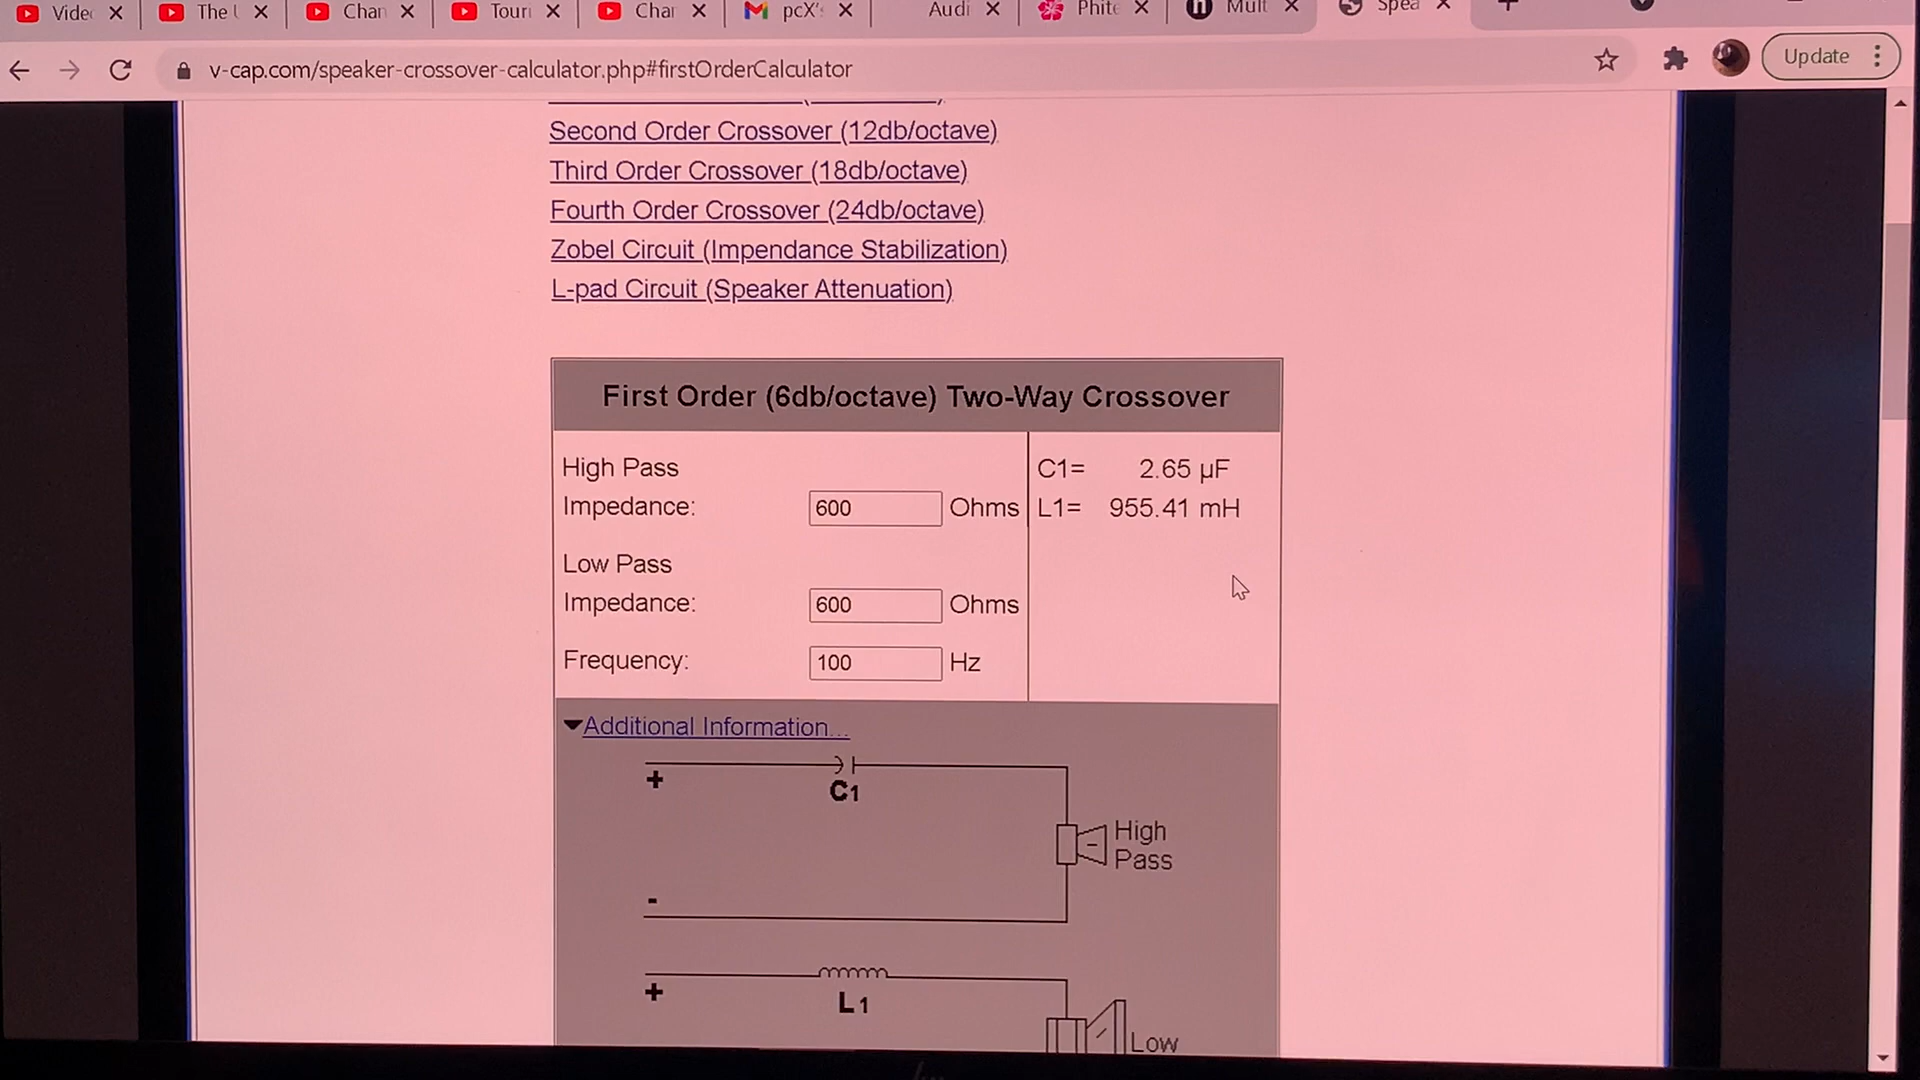 Vide
The
Chan
Touri
Char
pcX's
Audi
Phite
Mult
Spea
v-cap.com/speaker-crossover-calculator.php#firstOrderCalculator
Update
Second Order Crossover (12db/octave)
Third Order Crossover (18db/octave)
Fourth Order Crossover (24db/octave)
Zobel Circuit (Impendance Stabilization)
L-pad Circuit (Speaker Attenuation)
First Order (6db/octave) Two-Way Crossover
High Pass
Impedance: 600 Ohms
C1= 2.65 µF
L1= 955.41 mH
Low Pass
Impedance: 600 Ohms
Frequency: 100 Hz
Additional Information...
+
C1
High
Pass
-
+
L1
Low